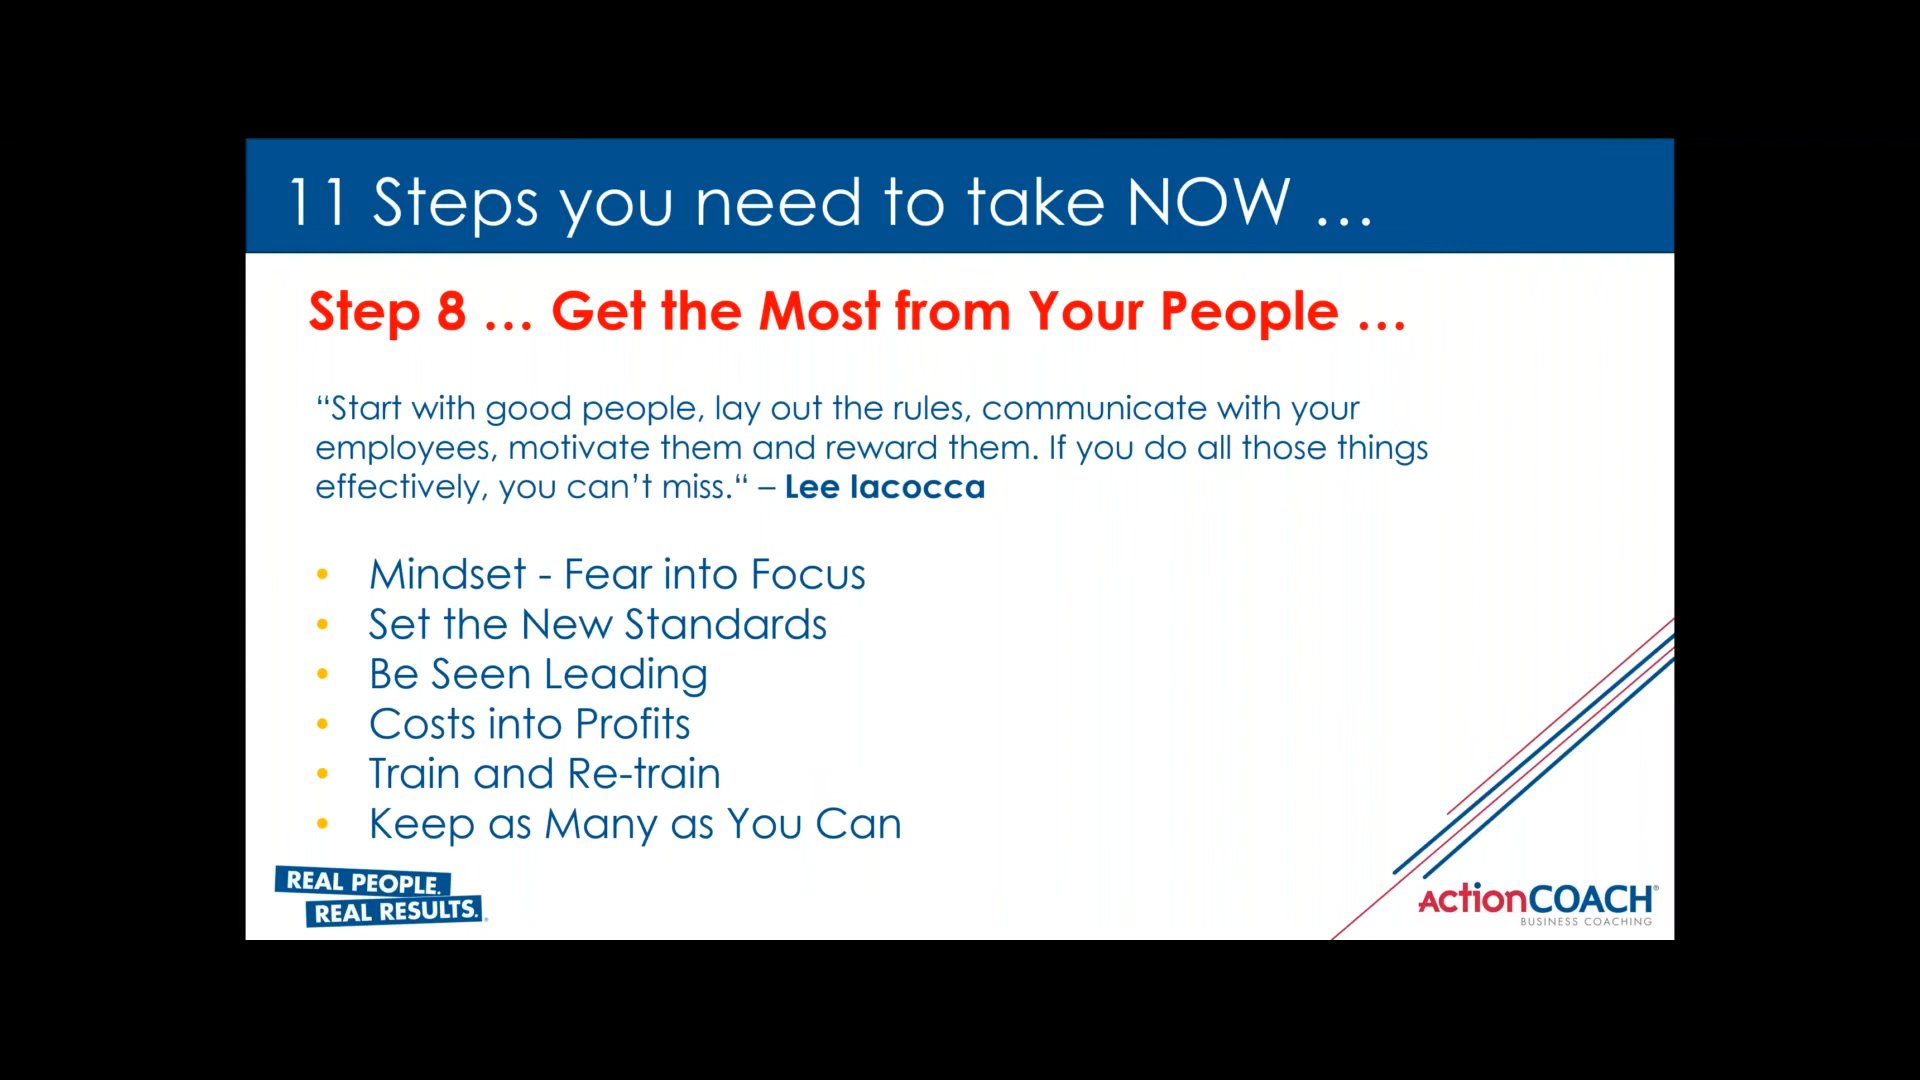 11 Steps you need to take NOW ...
Step 8 ... Get the Most from Your People ...
“Start with good people, lay out the rules, communicate with your
employees, motivate them and reward them. If you do all those things
effectively, you can’t miss.“ – Lee Iacocca
• Mindset - Fear into Focus
• Set the New Standards
• Be Seen Leading
• Costs into Profits
• Train and Re-train
• Keep as Many as You Can
REAL PEOPLE.
REAL RESULTS.
ActionCOACH®
BUSINESS COACHING